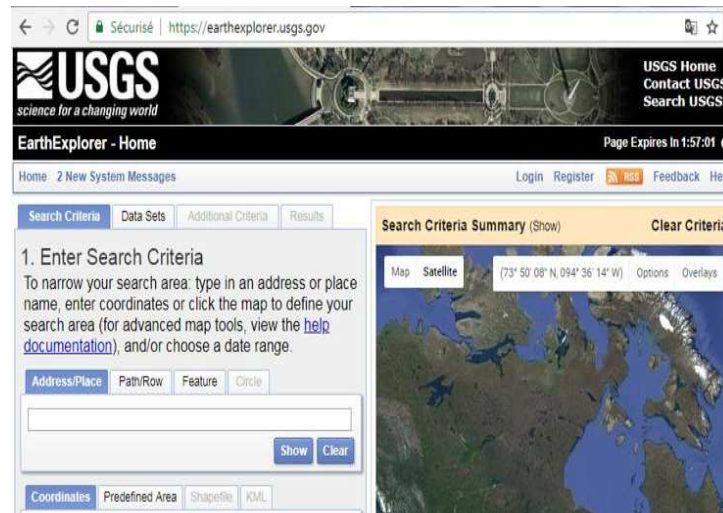 Sécurisé | https://earthexplorer.usgs.gov
USGS
science for a changing world
USGS Home
Contact USGS
Search USGS
EarthExplorer - Home
Page Expires In 1:57:01
Home 2 New System Messages
Login Register RSS Feedback He
Search Criteria Data Sets Additional Criteria Results
1. Enter Search Criteria
To narrow your search area: type in an address or place
name, enter coordinates or click the map to define your
search area (for advanced map tools, view the help
documentation), and/or choose a date range.
Address/Place Path/Row Feature Circle
Show Clear
Coordinates Predefined Area Shapefile KML
Search Criteria Summary (Show) Clear Criteria
Map Satellite (73° 50' 08" N, 094° 36' 14" W) Options Overlays